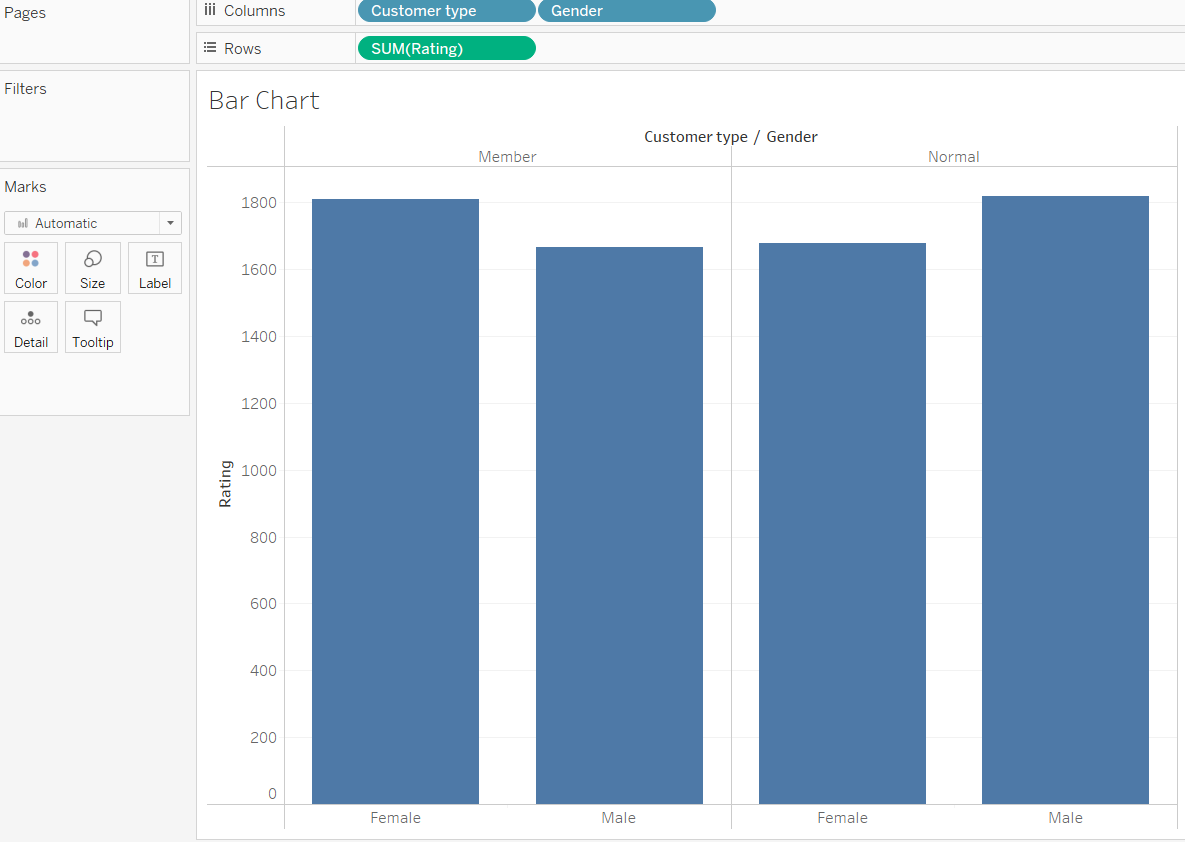 Pages
Columns Customer type Gender
Rows SUM(Rating)
Filters
Marks
Automatic
Color Size Label
Detail Tooltip
Bar Chart
Customer type / Gender
Member Normal
Rating
1800
1600
1400
1200
1000
800
600
400
200
0
Female Male Female Male